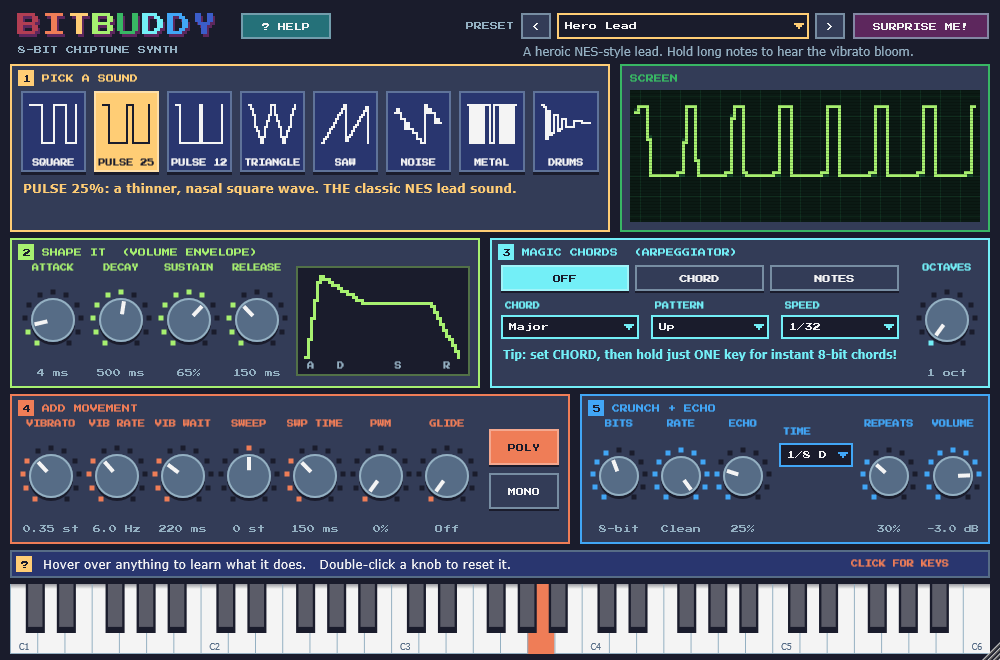 BITBUDDY
8-BIT CHIPTUNE SYNTH
? HELP
PRESET < Hero Lead > SURPRISE ME!
A heroic NES-style lead. Hold long notes to hear the vibrato bloom.
1 PICK A SOUND
SQUARE PULSE 25 PULSE 12 TRIANGLE SAW NOISE METAL DRUMS
PULSE 25%: a thinner, nasal square wave. THE classic NES lead sound.
SCREEN
2 SHAPE IT (VOLUME ENVELOPE)
ATTACK DECAY SUSTAIN RELEASE
4 ms 500 ms 65% 150 ms
A D S R
3 MAGIC CHORDS (ARPEGGIATOR)
OFF CHORD NOTES OCTAVES
CHORD PATTERN SPEED
Major Up 1/32
Tip: set CHORD, then hold just ONE key for instant 8-bit chords!
1 oct
4 ADD MOVEMENT
VIBRATO VIB RATE VIB WAIT SWEEP SWP TIME PWM GLIDE
POLY
MONO
0.35 st 6.0 Hz 220 ms 0 st 150 ms 0% Off
5 CRUNCH + ECHO
BITS RATE ECHO TIME REPEATS VOLUME
1/8 D
8-bit Clean 25% 30% -3.0 dB
? Hover over anything to learn what it does. Double-click a knob to reset it. CLICK FOR KEYS
C1 C2 C3 C4 C5 C6